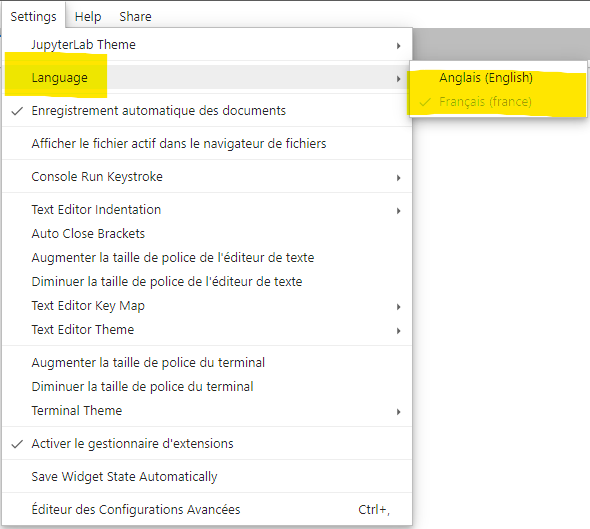 Settings Help Share
JupyterLab Theme
Language
Anglais (English)
Français (france)
Enregistrement automatique des documents
Afficher le fichier actif dans le navigateur de fichiers
Console Run Keystroke
Text Editor Indentation
Auto Close Brackets
Augmenter la taille de police de l'éditeur de texte
Diminuer la taille de police de l'éditeur de texte
Text Editor Key Map
Text Editor Theme
Augmenter la taille de police du terminal
Diminuer la taille de police du terminal
Terminal Theme
Activer le gestionnaire d'extensions
Save Widget State Automatically
Éditeur des Configurations Avancées Ctrl+,